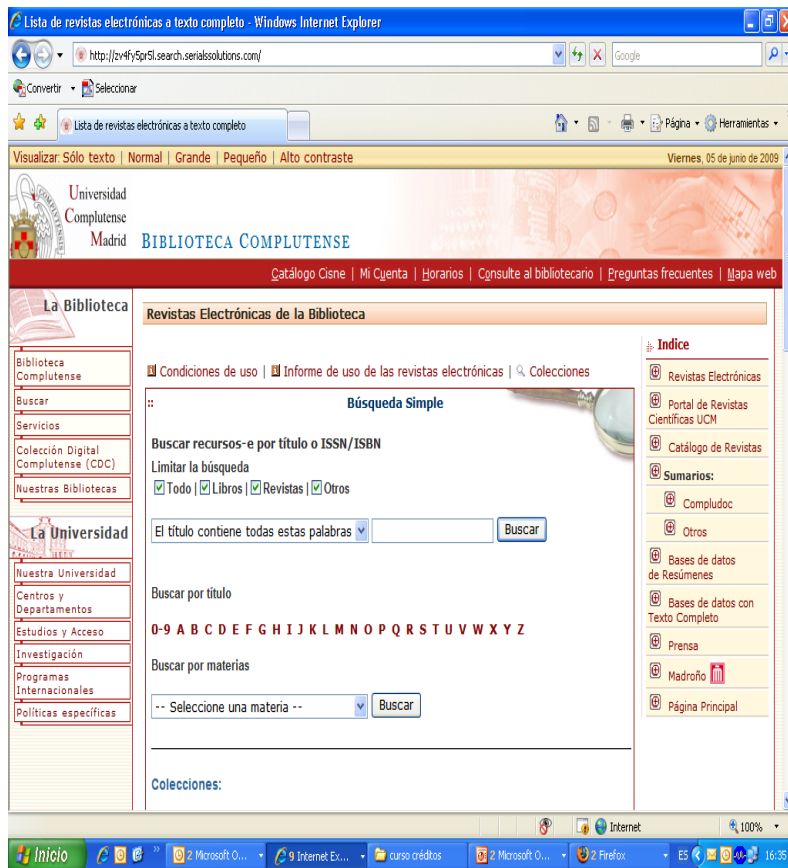 Lista de revistas electrónicas a texto completo - Windows Internet Explorer
http://zv4fy5pr5l.search.serialssolutions.com/
Google
Convertir
Seleccionar
Lista de revistas electrónicas a texto completo
Página
Herramientas
Visualizar: Sólo texto | Normal | Grande | Pequeño | Alto contraste
Viernes, 05 de junio de 2009
Universidad
Complutense
Madrid
BIBLIOTECA COMPLUTENSE
Catálogo Cisne | Mi Cuenta | Horarios | Consulte al bibliotecario | Preguntas frecuentes | Mapa web
La Biblioteca
Biblioteca
Complutense
Buscar
Servicios
Colección Digital
Complutense (CDC)
Nuestras Bibliotecas
La Universidad
Nuestra Universidad
Centros y
Departamentos
Estudios y Acceso
Investigación
Programas
Internacionales
Políticas específicas
Revistas Electrónicas de la Biblioteca
Condiciones de uso | Informe de uso de las revistas electrónicas | Colecciones
:: Búsqueda Simple
Buscar recursos-e por título o ISSN/ISBN
Limitar la búsqueda
Todo | Libros | Revistas | Otros
El título contiene todas estas palabras
Buscar
Buscar por título
0-9 A B C D E F G H I J K L M N O P Q R S T U V W X Y Z
Buscar por materias
-- Seleccione una materia --
Buscar
Colecciones:
Indice
Revistas Electrónicas
Portal de Revistas
Científicas UCM
Catálogo de Revistas
Sumarios:
Compludoc
Otros
Bases de datos
de Resúmenes
Bases de datos con
Texto Completo
Prensa
Madroño
Página Principal
Internet
100%
Inicio
2 Microsoft O...
9 Internet Ex...
curso créditos
2 Microsoft O...
2 Firefox
ES
16:35